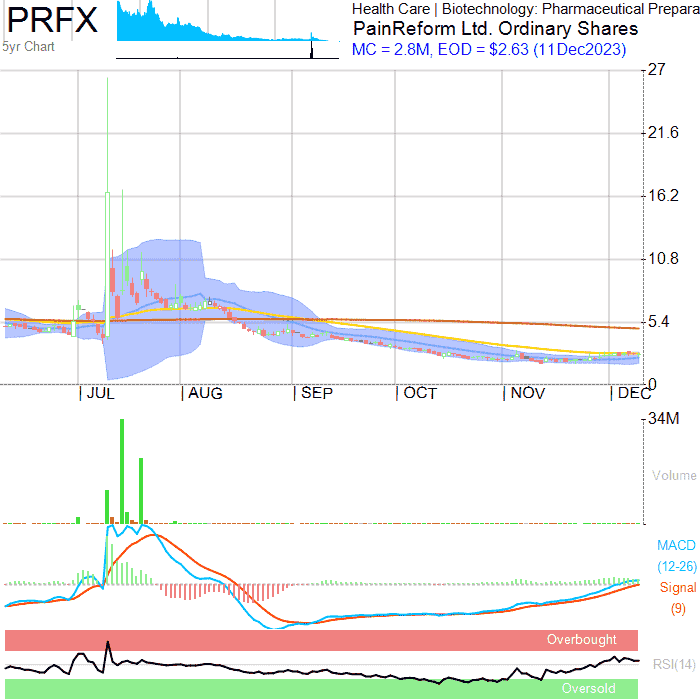 PRFX
5yr Chart
Health Care | Biotechnology: Pharmaceutical Prepara
PainReform Ltd. Ordinary Shares
MC = 2.8M, EOD = $2.63 (11Dec2023)
27
21.6
16.2
10.8
5.4
0
| JUL | AUG | SEP | OCT | NOV | DEC
34M
Volume
MACD
(12-26)
Signal
(9)
Overbought
RSI(14)
Oversold